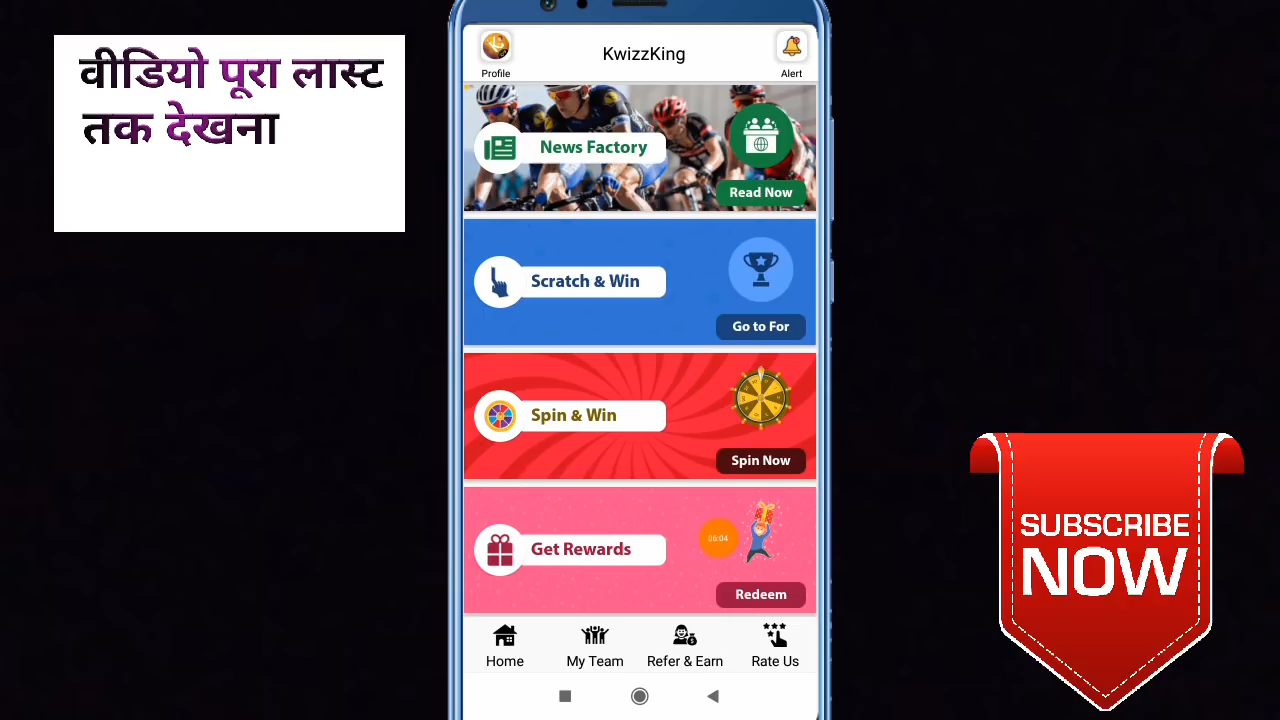 वीडियो पूरा लास्ट
तक देखना
KwizzKing
Profile
Alert
News Factory
Read Now
Scratch & Win
Go to For
Spin & Win
Spin Now
Get Rewards
06:04
Redeem
Home
My Team
Refer & Earn
Rate Us
SUBSCRIBE
NOW